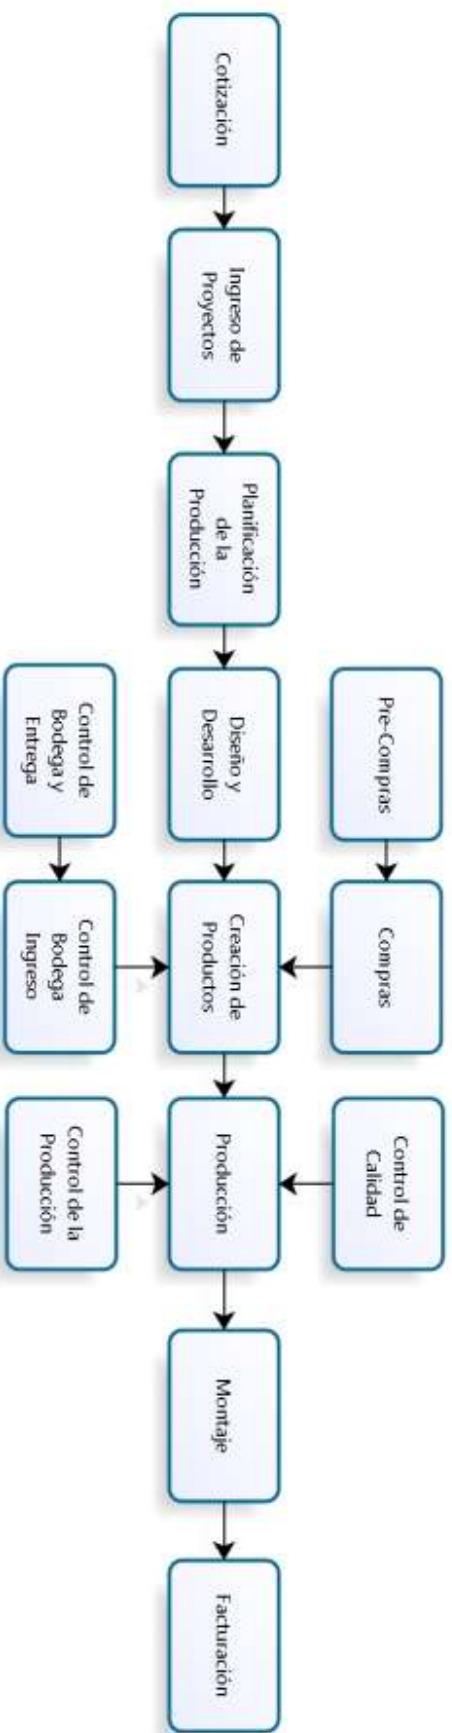 Cotización
Ingreso de
Proyectos
Planificación
de la
Producción
Pre-Compras
Diseño y
Desarrollo
Control de
Bodega y
Entrega
Compras
Creación de
Productos
Control de
Bodega
Ingreso
Control de
Calidad
Producción
Control de la
Producción
Montaje
Facturación